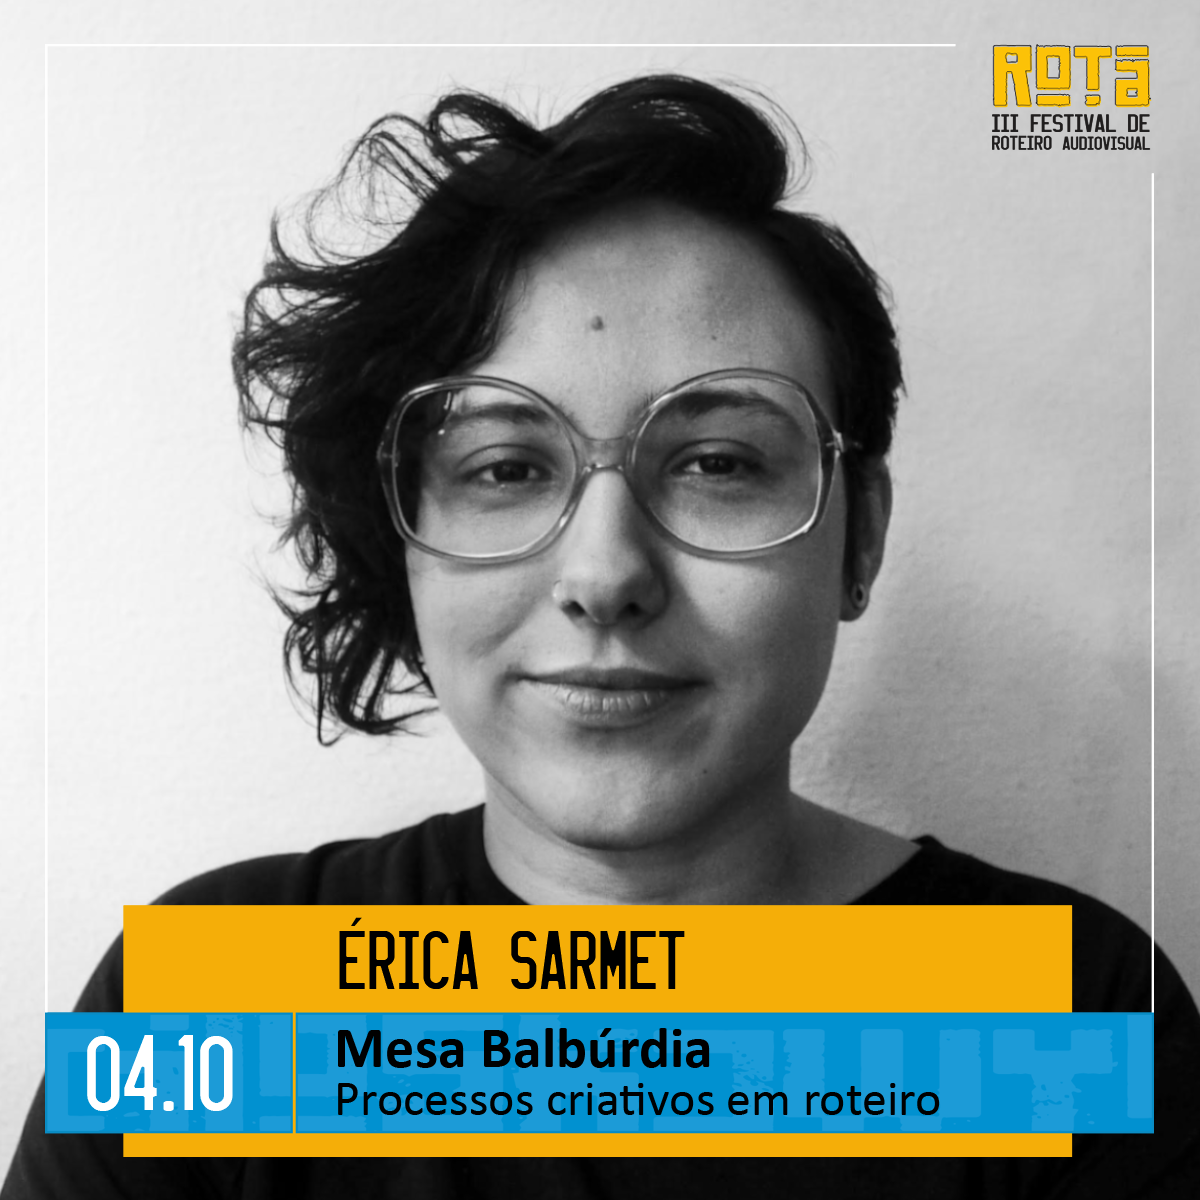 ROTA
III FESTIVAL DE
ROTEIRO AUDIOVISUAL
ÉRICA SARMET
04.10
Mesa Balbúrdia
Processos criativos em roteiro